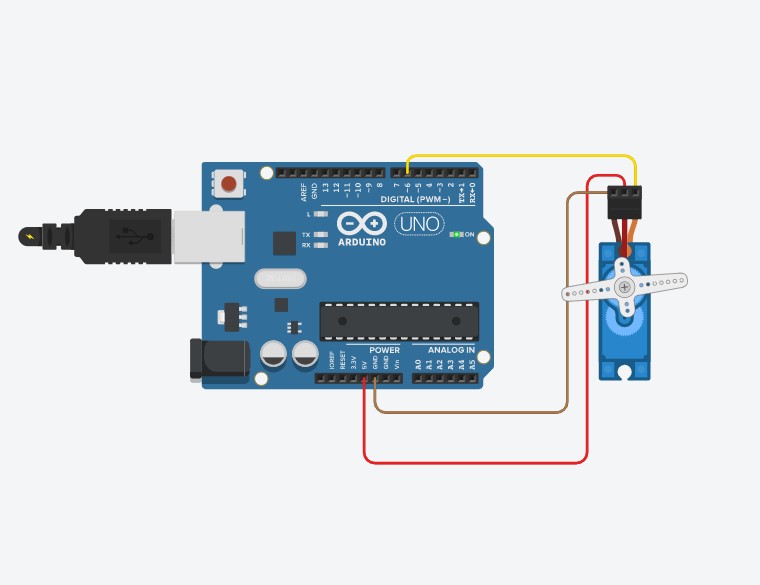 AREF
GND
13
12
~11
~10
~9
8
7
~6
~5
4
~3
2
TX→1
RX←0
DIGITAL (PWM~)
L
TX
RX
ARDUINO
UNO
ON
POWER
ANALOG IN
IOREF
RESET
3.3V
5V
GND
GND
Vin
A0
A1
A2
A3
A4
A5